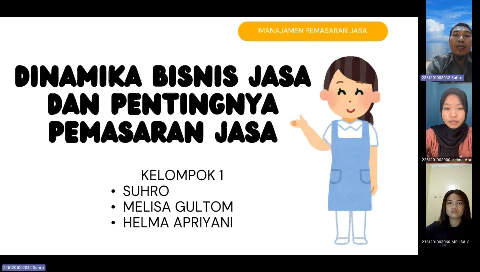 MANAJEMEN PEMASARAN JASA
DINAMIKA BISNIS JASA
DAN PENTINGNYA
PEMASARAN JASA
KELOMPOK 1
• SUHRO
• MELISA GULTOM
• HELMA APRIYANI